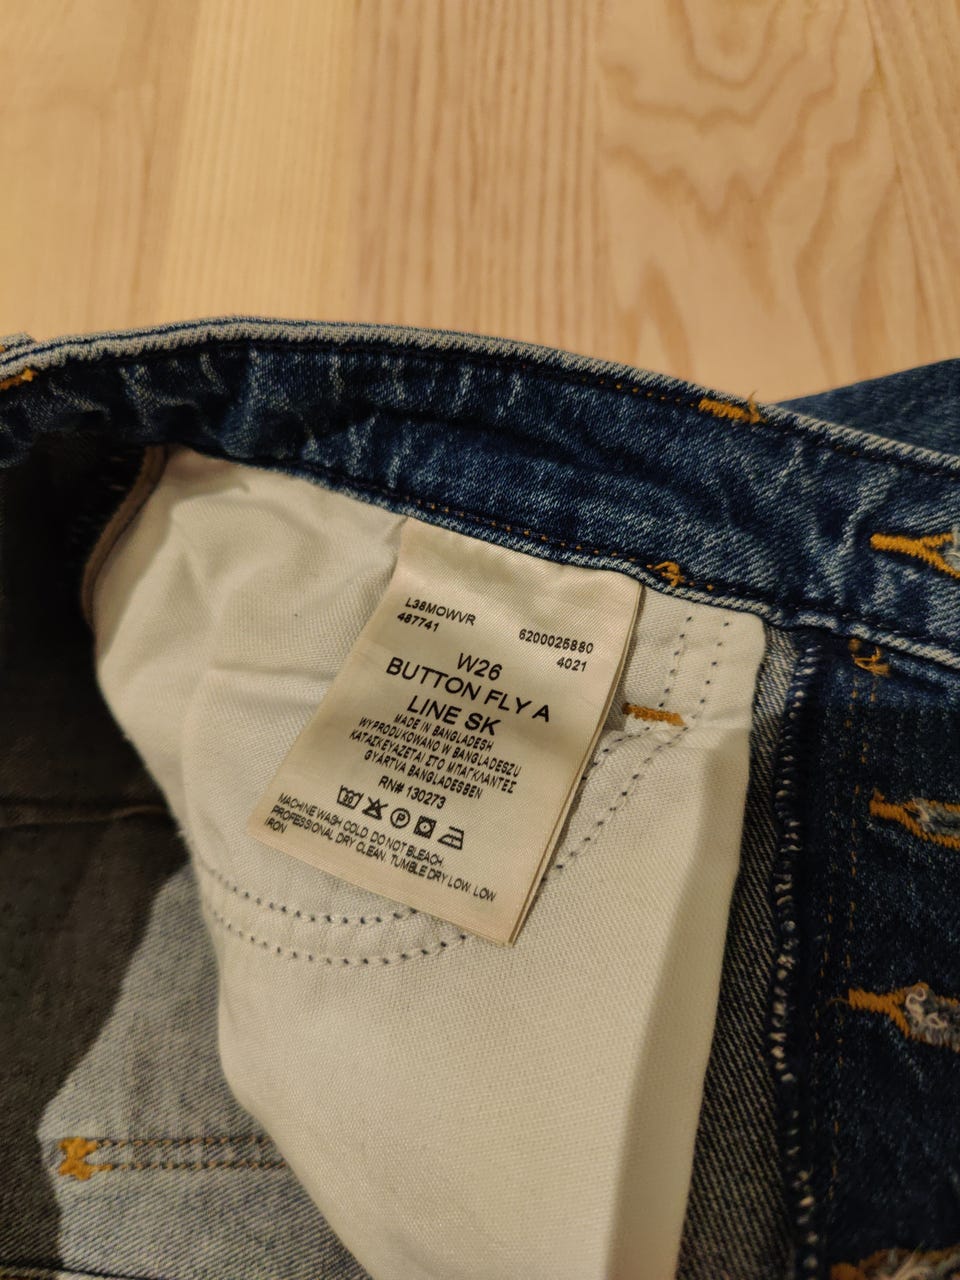 L38MOWVR
487741
6200025880
4021
W26
BUTTON FLY A
LINE SK
MADE IN BANGLADESH
WYPRODUKOWANO W BANGLADESZU
ΚΑΤΑΣΚΕΥΑΖΕΤΑΙ ΣΤΟ ΜΠΑΓΚΛΑΝΤΕΣ
GYÁRTVA BANGLADESBEN
RN# 130273
30 P
MACHINE WASH COLD. DO NOT BLEACH.
PROFESSIONAL DRY CLEAN. TUMBLE DRY LOW. LOW
IRON